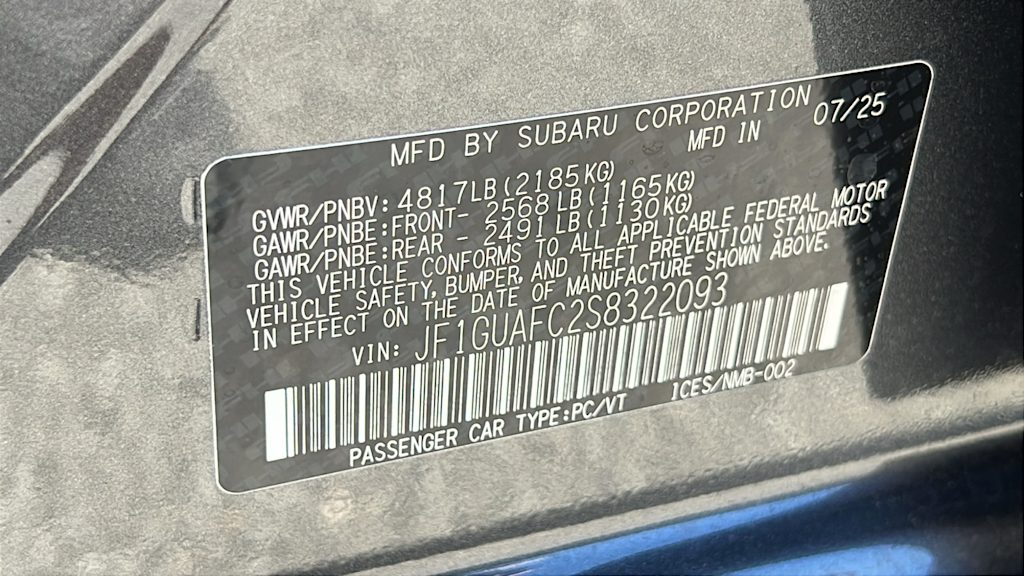 MFD BY SUBARU CORPORATION
MFD IN 07/25
GVWR/PNBV: 4817LB(2185KG)
GAWR/PNBE:FRONT- 2568LB(1165KG)
GAWR/PNBE:REAR - 2491LB(1130KG)
THIS VEHICLE CONFORMS TO ALL APPLICABLE FEDERAL MOTOR
VEHICLE SAFETY, BUMPER, AND THEFT PREVENTION STANDARDS
IN EFFECT ON THE DATE OF MANUFACTURE SHOWN ABOVE.
VIN: JF1GUAFC2S8322093
PASSENGER CAR TYPE:PC/VT ICES/NMB-002